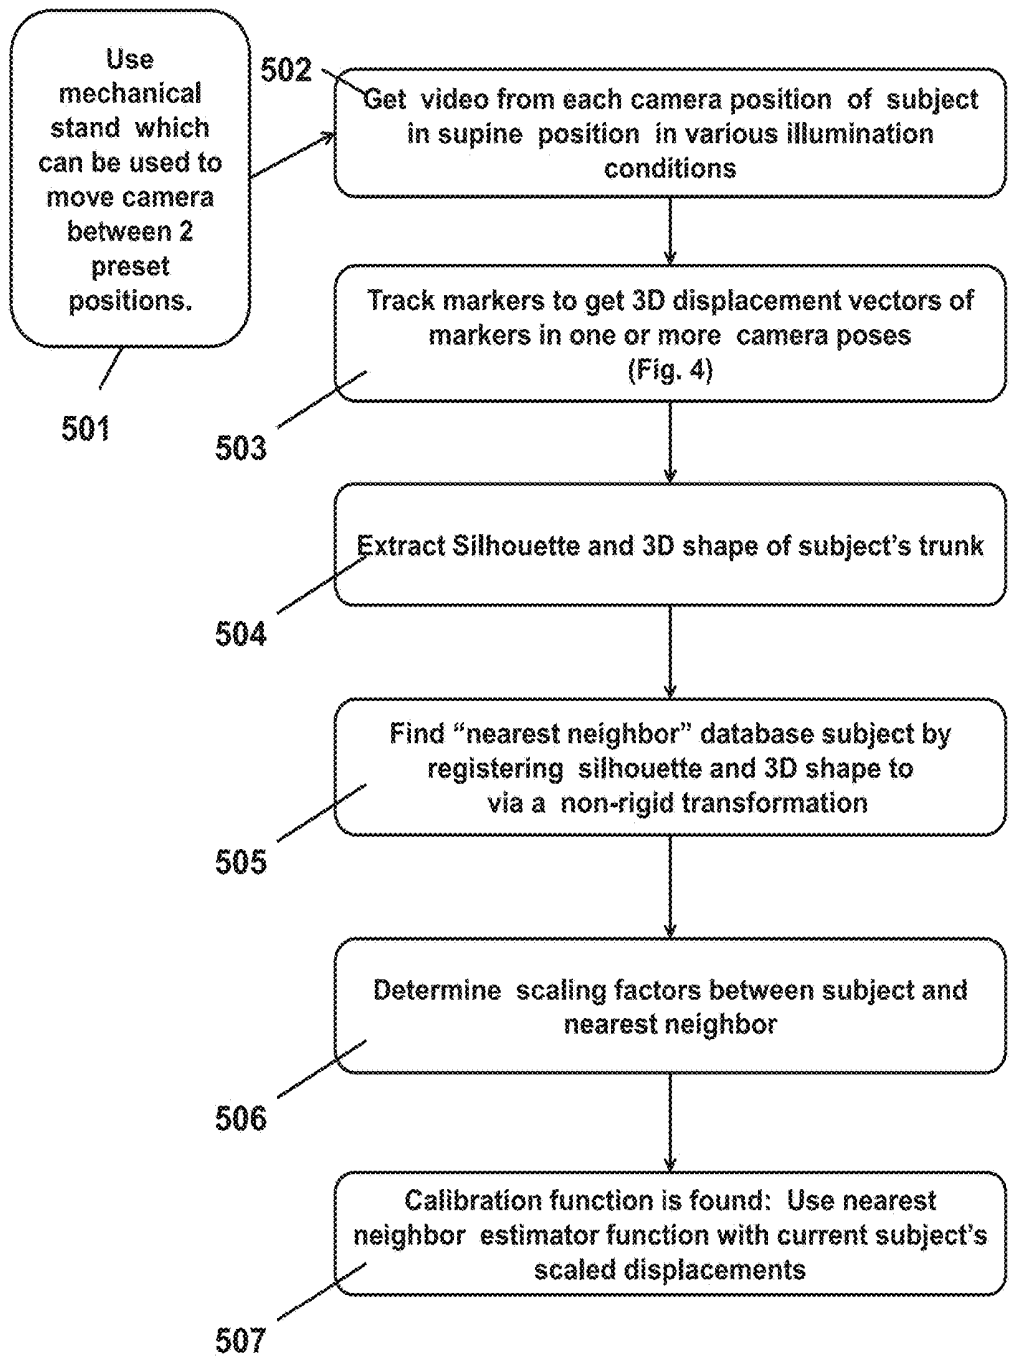 Use
mechanical
stand which
can be used to
move camera
between 2
preset
positions.
501
502
Get video from each camera position of subject
in supine position in various illumination
conditions
Track markers to get 3D displacement vectors of
markers in one or more camera poses
(Fig. 4)
503
Extract Silhouette and 3D shape of subject's trunk
504
Find “nearest neighbor” database subject by
registering silhouette and 3D shape to
via a non-rigid transformation
505
Determine scaling factors between subject and
nearest neighbor
506
Calibration function is found: Use nearest
neighbor estimator function with current subject's
scaled displacements
507